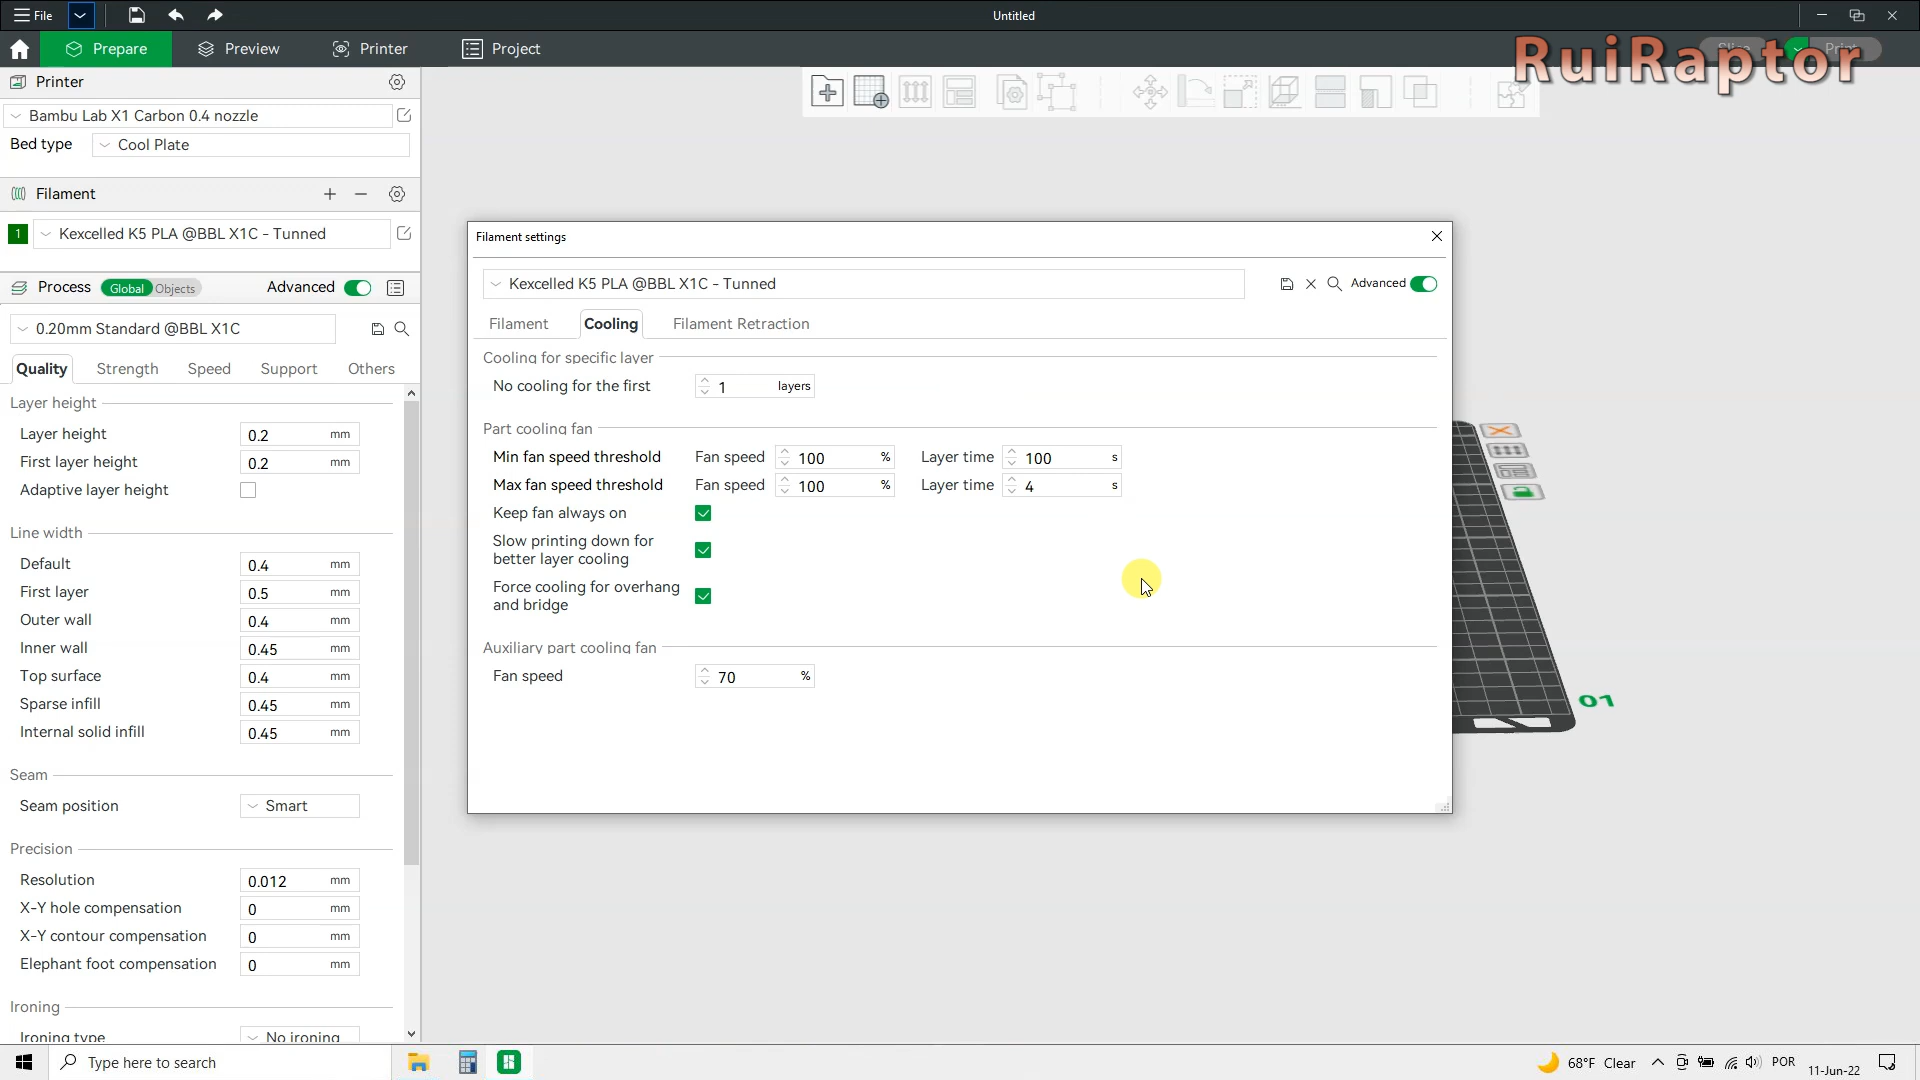 File
Untitled
Prepare
Preview
Printer
Project
Slice
Print
RuiRaptor
Printer
Bambu Lab X1 Carbon 0.4 nozzle
Bed type
Cool Plate
Filament
1
Kexcelled K5 PLA @BBL X1C - Tunned
Process
Global
Objects
Advanced
0.20mm Standard @BBL X1C
Quality
Strength
Speed
Support
Others
Layer height
Layer height 0.2 mm
First layer height 0.2 mm
Adaptive layer height
Line width
Default 0.4 mm
First layer 0.5 mm
Outer wall 0.4 mm
Inner wall 0.45 mm
Top surface 0.4 mm
Sparse infill 0.45 mm
Internal solid infill 0.45 mm
Seam
Seam position Smart
Precision
Resolution 0.012 mm
X-Y hole compensation 0 mm
X-Y contour compensation 0 mm
Elephant foot compensation 0 mm
Ironing
Ironing type No ironing
Filament settings
Kexcelled K5 PLA @BBL X1C - Tunned
Advanced
Filament
Cooling
Filament Retraction
Cooling for specific layer
No cooling for the first 1 layers
Part cooling fan
Min fan speed threshold Fan speed 100 % Layer time 100 s
Max fan speed threshold Fan speed 100 % Layer time 4 s
Keep fan always on
Slow printing down for
better layer cooling
Force cooling for overhang
and bridge
Auxiliary part cooling fan
Fan speed 70 %
01
Type here to search
68°F Clear
POR
11-Jun-22